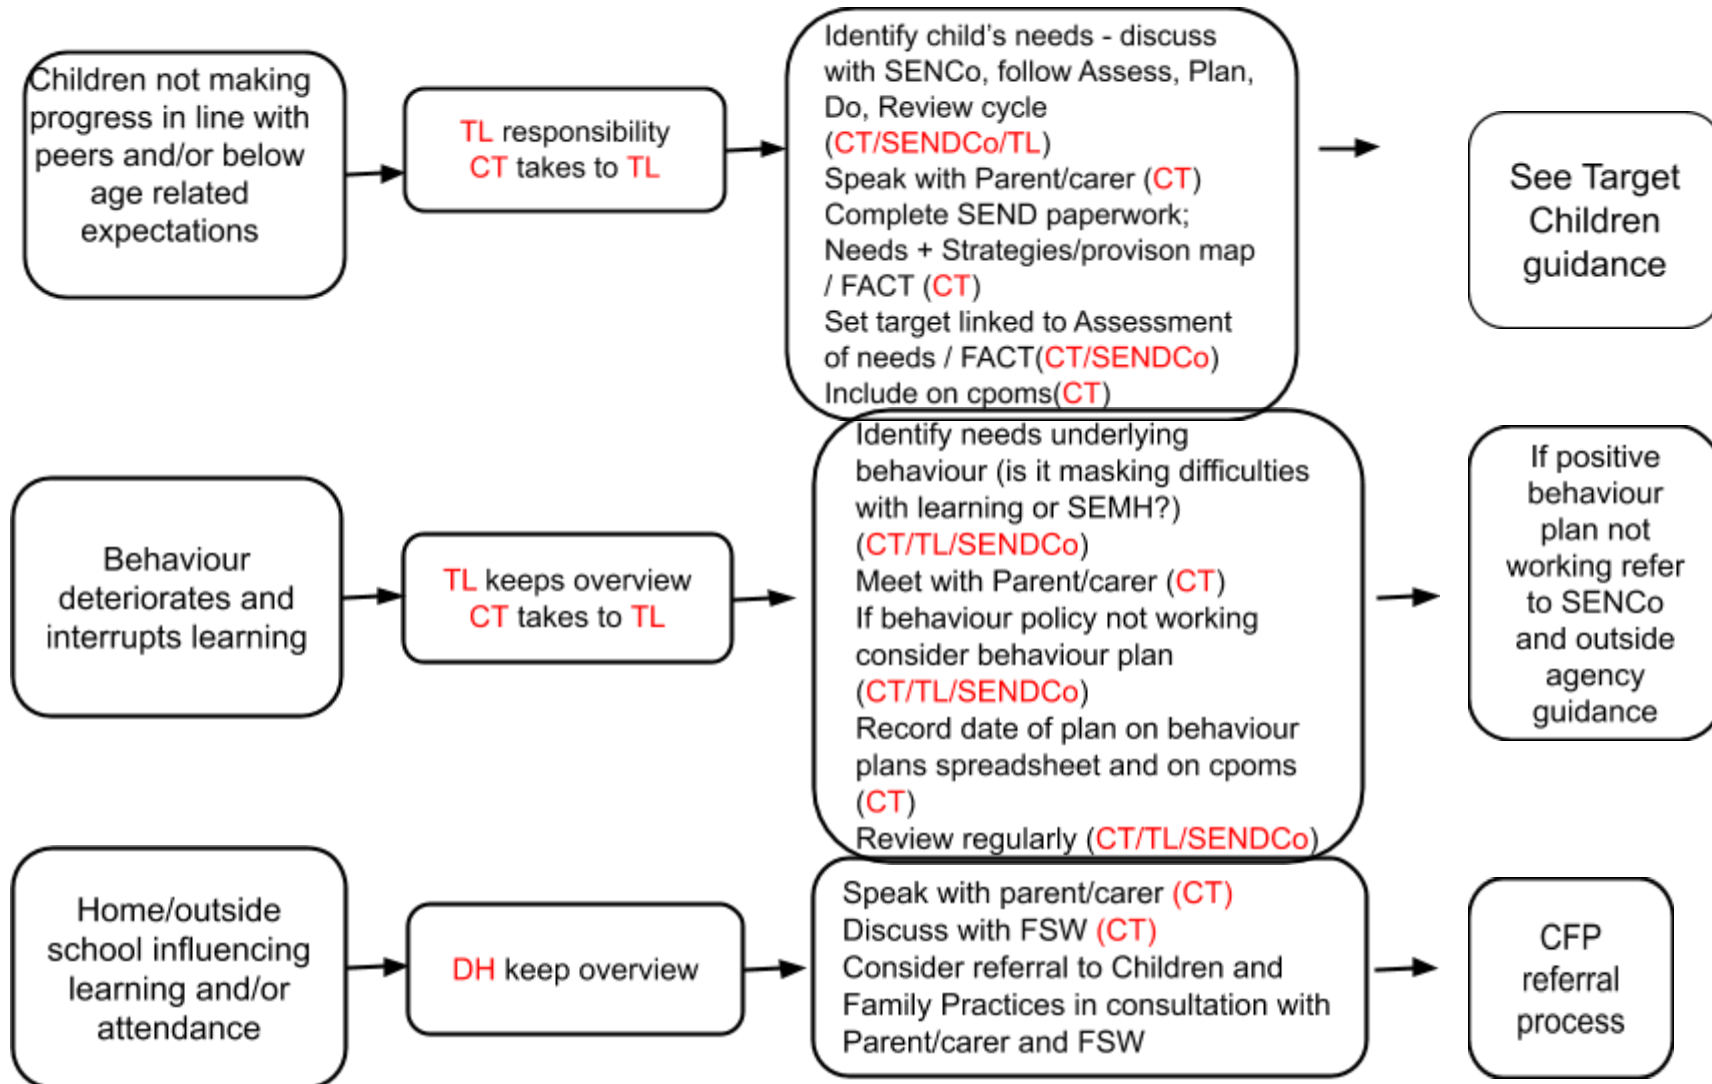 Children not making
progress in line with
peers and/or below
age related
expectations
TL responsibility
CT takes to TL
Identify child's needs - discuss
with SENCo, follow Assess, Plan,
Do, Review cycle
(CT/SENDCo/TL)
Speak with Parent/carer (CT)
Complete SEND paperwork;
Needs + Strategies/provison map
/ FACT (CT)
Set target linked to Assessment
of needs / FACT(CT/SENDCo)
Include on cpoms(CT)
See Target
Children
guidance
Behaviour
deteriorates and
interrupts learning
TL keeps overview
CT takes to TL
Identify needs underlying
behaviour (is it masking difficulties
with learning or SEMH?)
(CT/TL/SENDCo)
Meet with Parent/carer (CT)
If behaviour policy not working
consider behaviour plan
(CT/TL/SENDCo)
Record date of plan on behaviour
plans spreadsheet and on cpoms
(CT)
Review regularly (CT/TL/SENDCo)
If positive
behaviour
plan not
working refer
to SENCo
and outside
agency
guidance
Home/outside
school influencing
learning and/or
attendance
DH keep overview
Speak with parent/carer (CT)
Discuss with FSW (CT)
Consider referral to Children and
Family Practices in consultation with
Parent/carer and FSW
CFP
referral
process